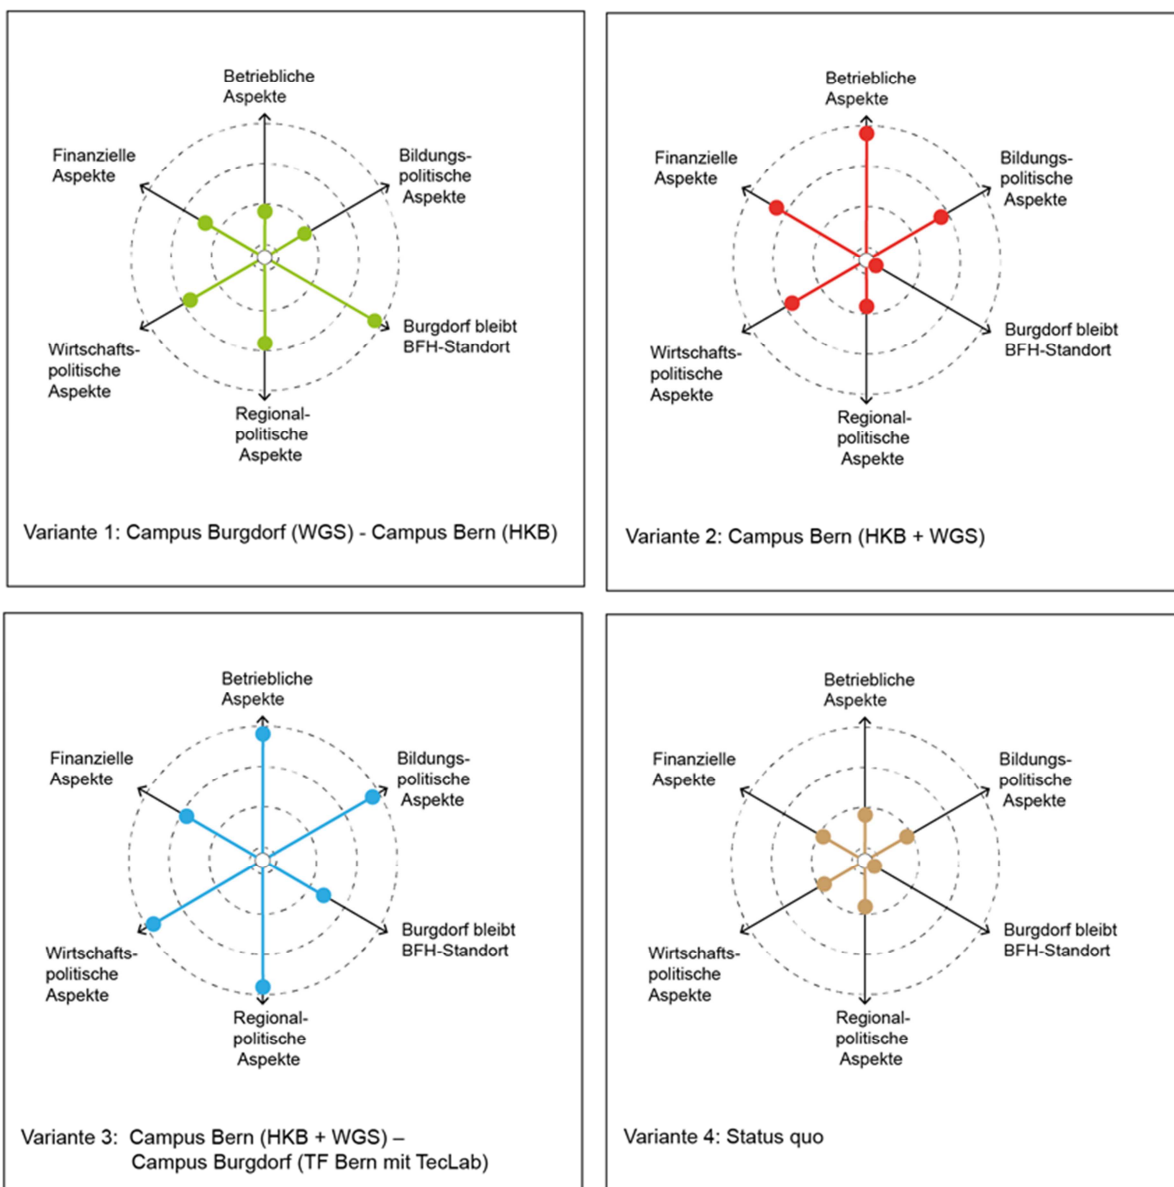 Betriebliche
Aspekte
Finanzielle
Aspekte
Bildungs-
politische
Aspekte
Wirtschafts-
politische
Aspekte
Burgdorf bleibt
BFH-Standort
Regional-
politische
Aspekte
Variante 1: Campus Burgdorf (WGS) - Campus Bern (HKB)
Betriebliche
Aspekte
Finanzielle
Aspekte
Bildungs-
politische
Aspekte
Wirtschafts-
politische
Aspekte
Burgdorf bleibt
BFH-Standort
Regional-
politische
Aspekte
Variante 2: Campus Bern (HKB + WGS)
Betriebliche
Aspekte
Finanzielle
Aspekte
Bildungs-
politische
Aspekte
Wirtschafts-
politische
Aspekte
Burgdorf bleibt
BFH-Standort
Regional-
politische
Aspekte
Variante 3: Campus Bern (HKB + WGS) –
Campus Burgdorf (TF Bern mit TecLab)
Betriebliche
Aspekte
Finanzielle
Aspekte
Bildungs-
politische
Aspekte
Wirtschafts-
politische
Aspekte
Burgdorf bleibt
BFH-Standort
Regional-
politische
Aspekte
Variante 4: Status quo